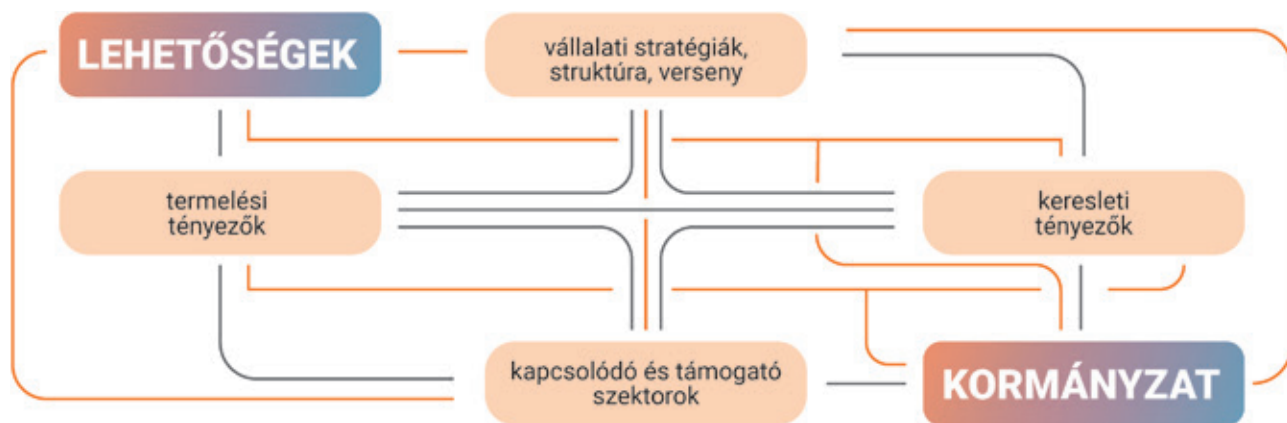 LEHETŐSÉGEK
vállalati stratégiák,
struktúra, verseny
termelési
tényezők
keresleti
tényezők
kapcsolódó és támogató
szektorok
KORMÁNYZAT